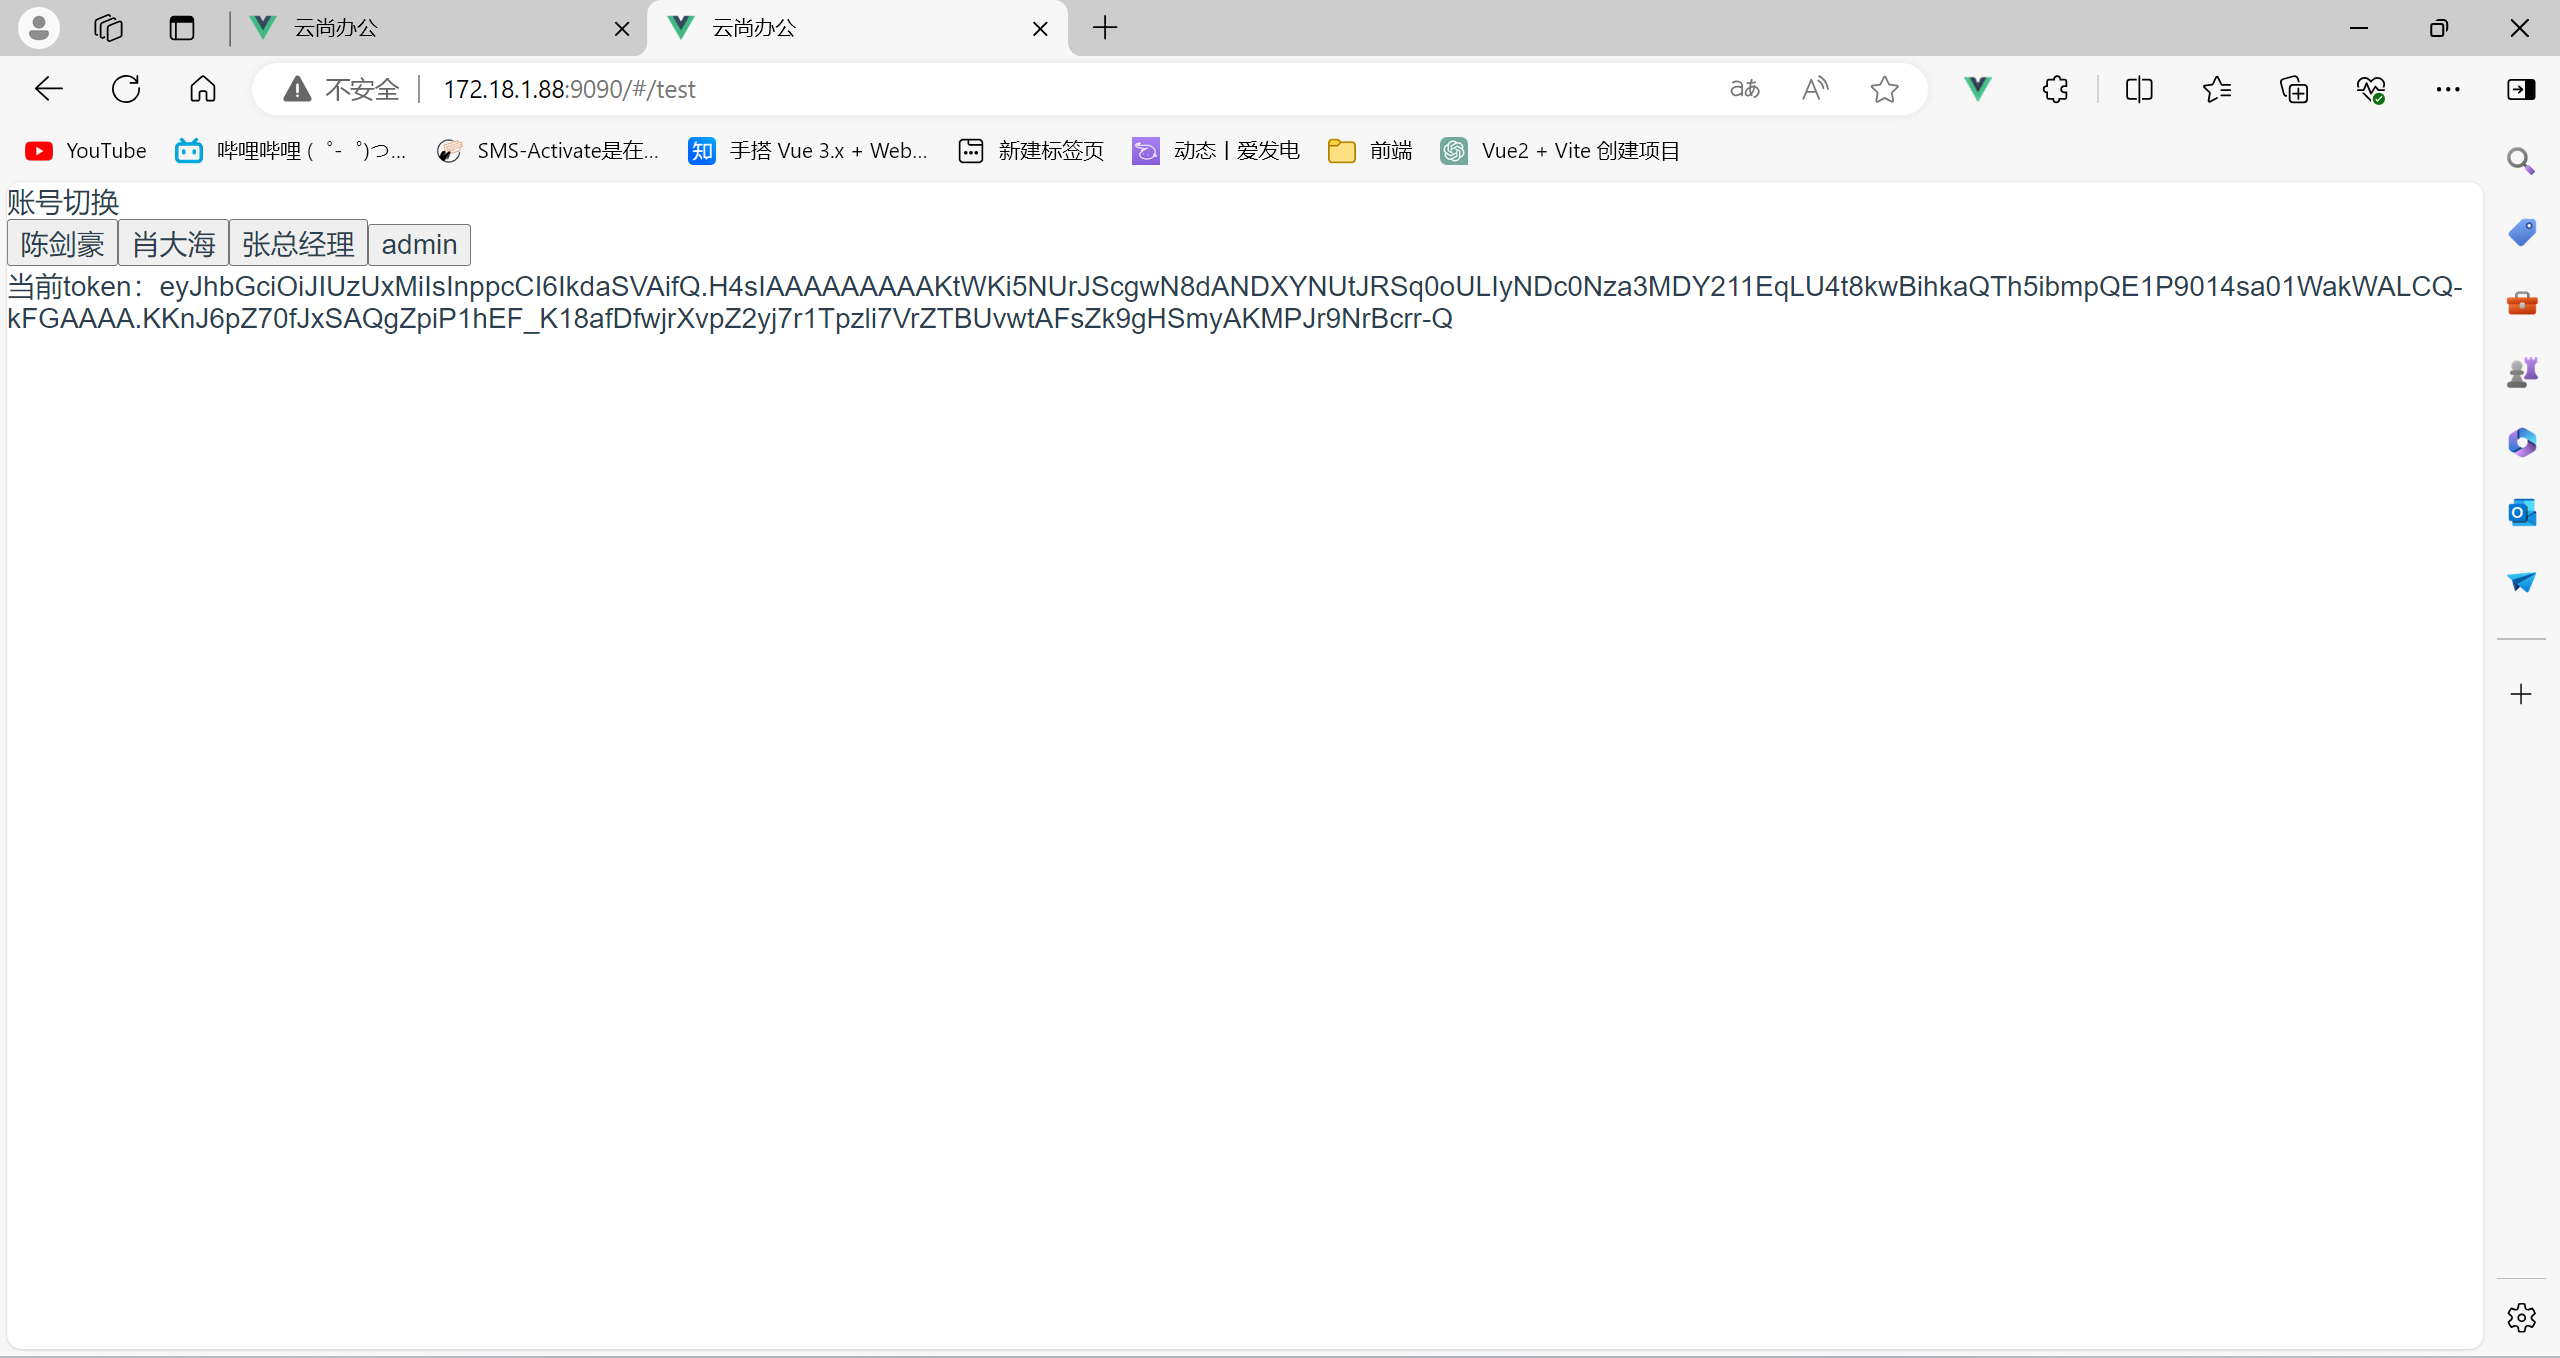 云尚办公
云尚办公
不安全 172.18.1.88:9090/#/test
YouTube
哔哩哔哩 (゜-゜)つ...
SMS-Activate是在...
知
手搭 Vue 3.x + Web...
新建标签页
动态 | 爱发电
前端
Vue2 + Vite 创建项目
账号切换
陈剑豪 肖大海 张总经理 admin
当前token：eyJhbGciOiJIUzUxMiIsInppcCI6IkdaSVAifQ.H4sIAAAAAAAAAKtWKi5NUrJScgwN8dANDXYNUtJRSq0oULIyNDc0Nza3MDY211EqLU4t8kwBihkaQTh5ibmpQE1P9014sa01WakWALCQ-
kFGAAAA.KKnJ6pZ70fJxSAQgZpiP1hEF_K18afDfwjrXvpZ2yj7r1Tpzli7VrZTBUvwtAFsZk9gHSmyAKMPJr9NrBcrr-Q